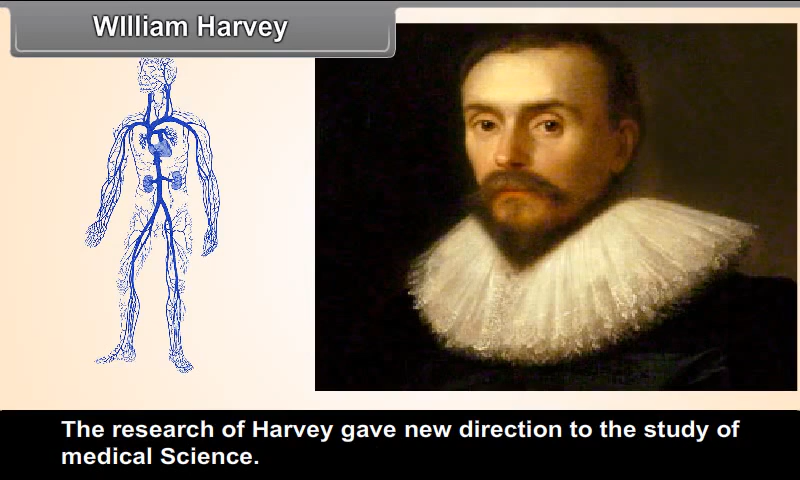 WIlliam Harvey
The research of Harvey gave new direction to the study of
medical Science.